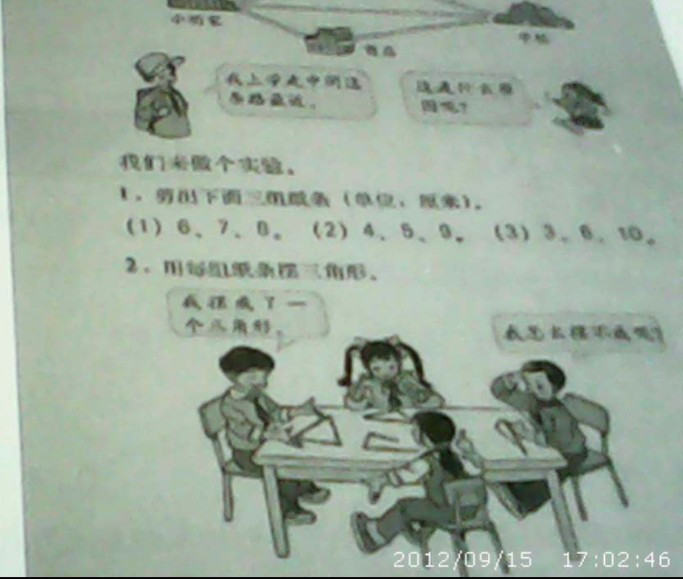 小明家
商店
学校
我上学走中间这
条路最近。
这是什么原
因呢？
我们来做个实验。
1．剪出下面三组纸条（单位：厘米）。
（1）6、7、8。（2）4、5、9。（3）3、6、10。
2．用每组纸条摆三角形。
我摆成了一
个三角形。
我怎么摆不成呢？
2012/09/15 17:02:46